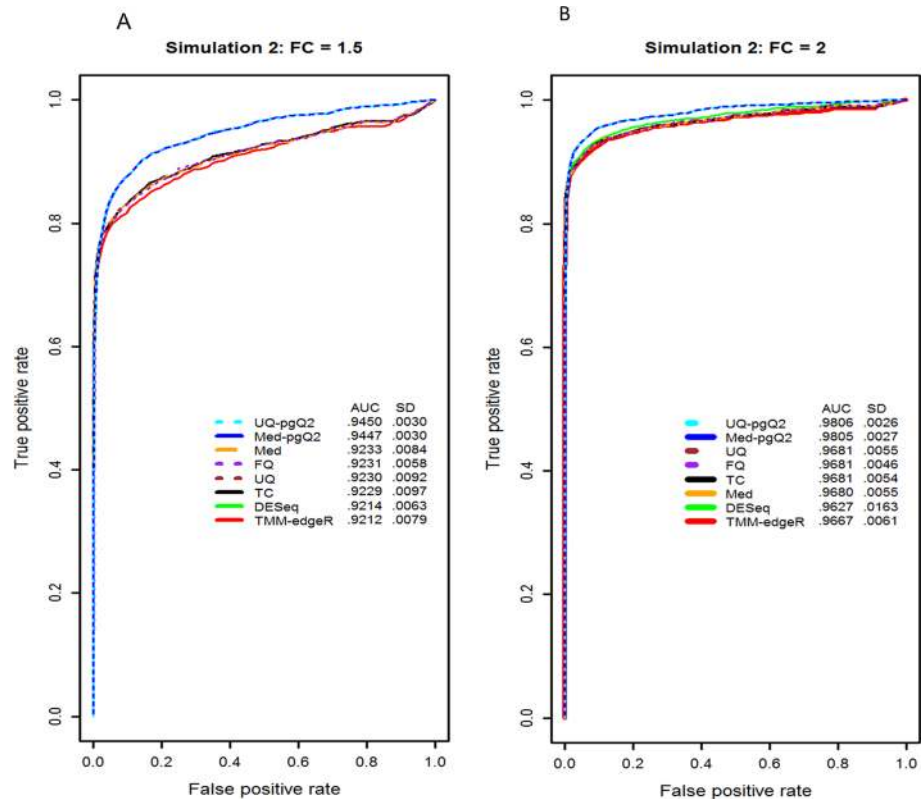 A
Simulation 2: FC = 1.5
True positive rate
1.0
0.8
0.6
0.4
0.2
0.0
AUC SD
UQ-pgQ2 .9450 .0030
Med-pgQ2 .9447 .0030
Med .9233 .0084
FQ .9231 .0058
UQ .9230 .0092
TC .9229 .0097
DESeq .9214 .0063
TMM-edgeR .9212 .0079
0.0 0.2 0.4 0.6 0.8 1.0
False positive rate
B
Simulation 2: FC = 2
True positive rate
1.0
0.8
0.6
0.4
0.2
0.0
AUC SD
UQ-pgQ2 .9806 .0026
Med-pgQ2 .9805 .0027
UQ .9681 .0055
FQ .9681 .0046
TC .9681 .0054
Med .9680 .0055
DESeq .9627 .0163
TMM-edgeR .9667 .0061
0.0 0.2 0.4 0.6 0.8 1.0
False positive rate